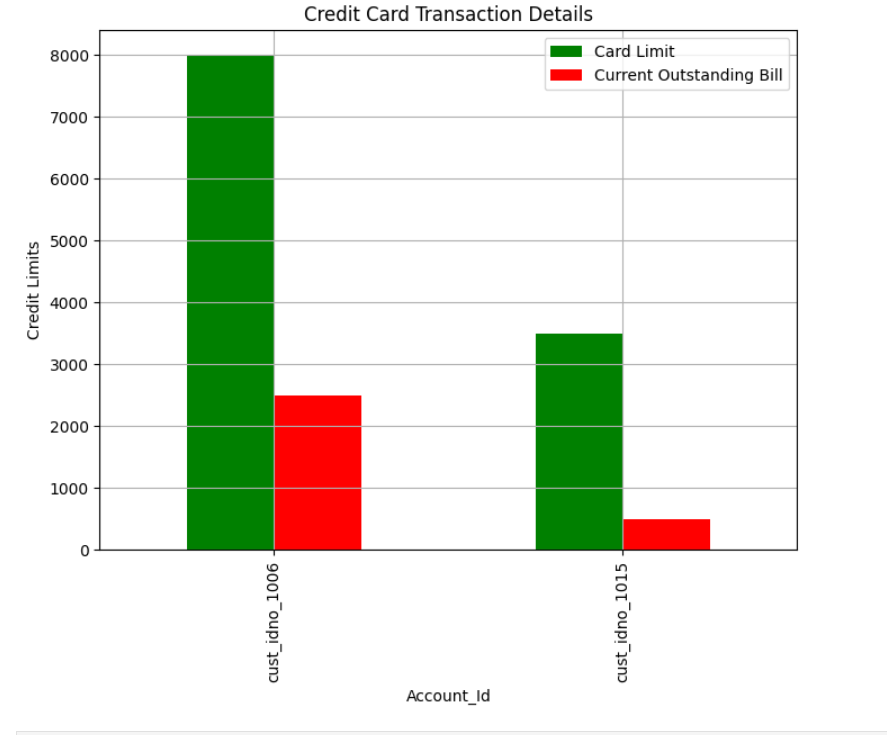 Credit Card Transaction Details
Card Limit
Current Outstanding Bill
8000
7000
6000
5000
4000
3000
2000
1000
0
Credit Limits
cust_idno_1006
cust_idno_1015
Account_Id